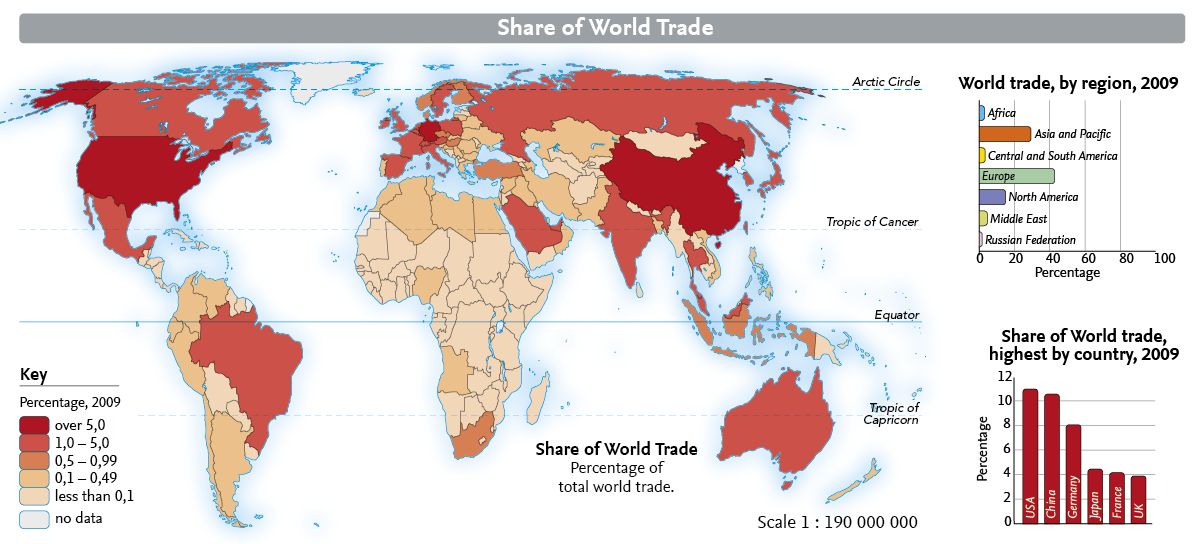 Share of World Trade
Arctic Circle
Tropic of Cancer
Equator
Tropic of
Capricorn
Key
Percentage, 2009
over 5,0
1,0 – 5,0
0,5 – 0,99
0,1 – 0,49
less than 0,1
no data
Share of World Trade
Percentage of
total world trade.
Scale 1 : 190 000 000
World trade, by region, 2009
Africa
Asia and Pacific
Central and South America
Europe
North America
Middle East
Russian Federation
0 20 40 60 80 100
Percentage
Share of World trade,
highest by country, 2009
12
10
8
6
4
2
0
Percentage
USA
China
Germany
Japan
France
UK